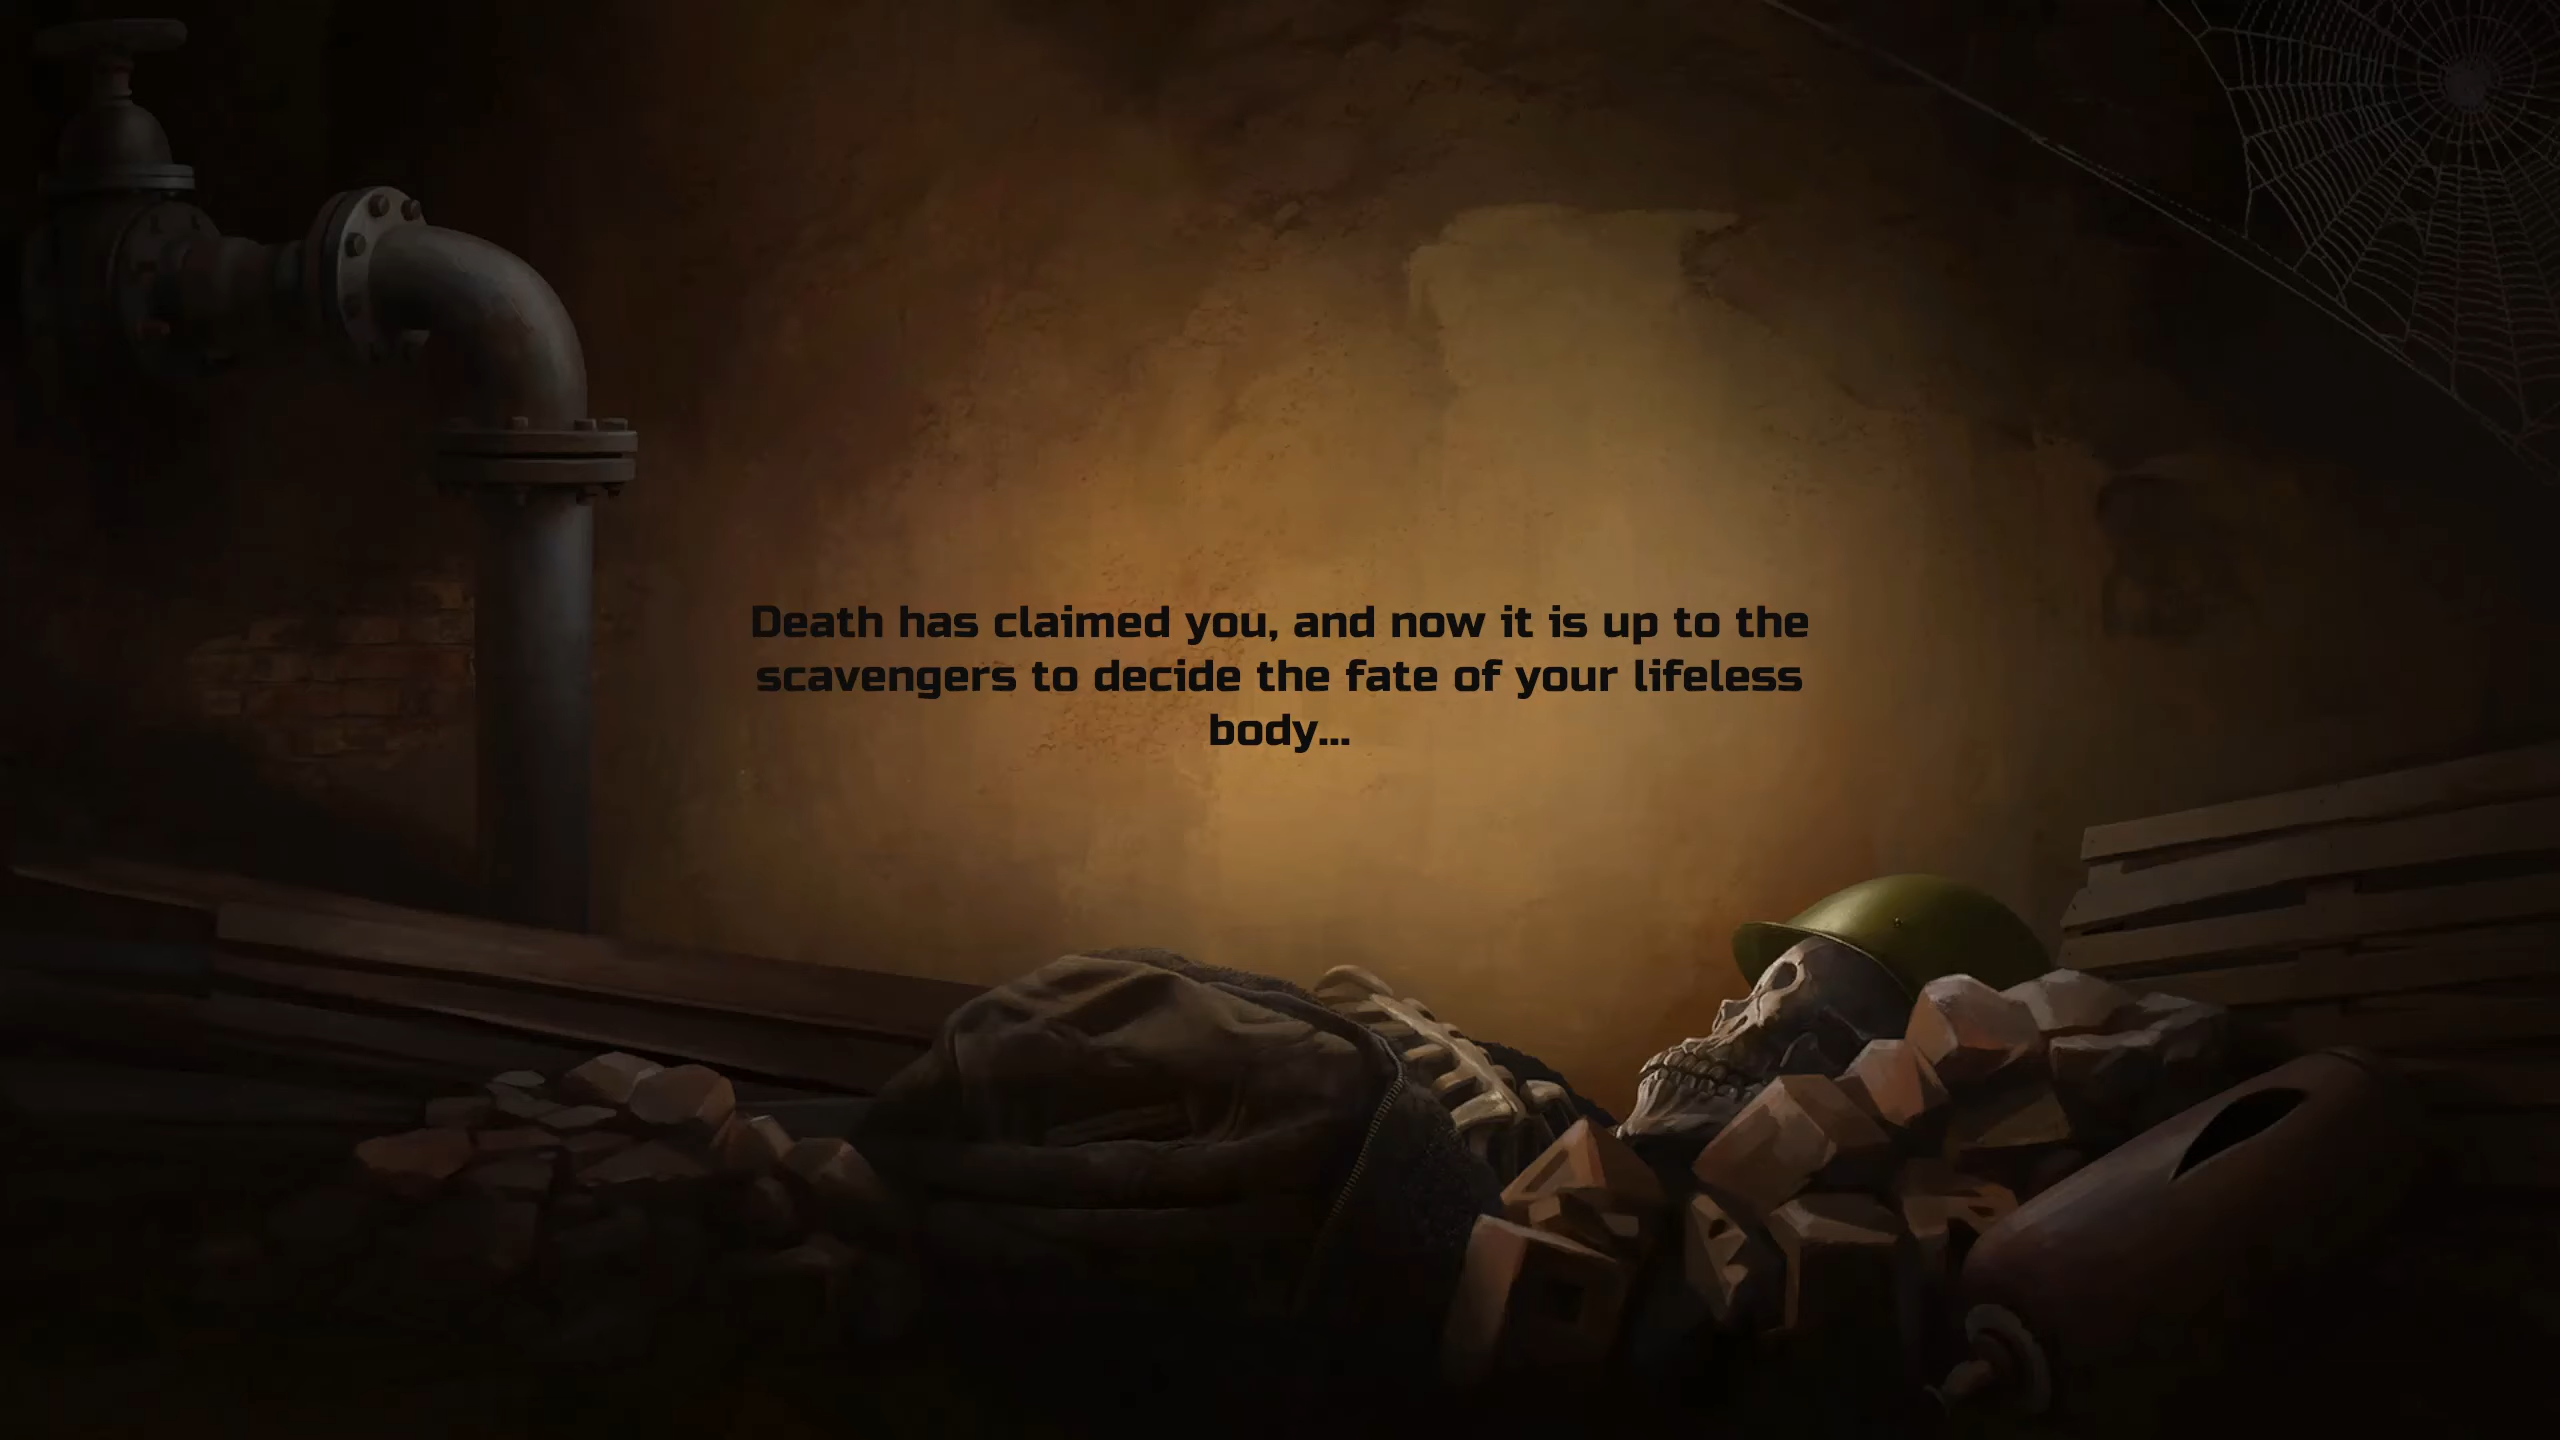 Death has claimed you, and now it is up to the
scavengers to decide the fate of your lifeless
body...